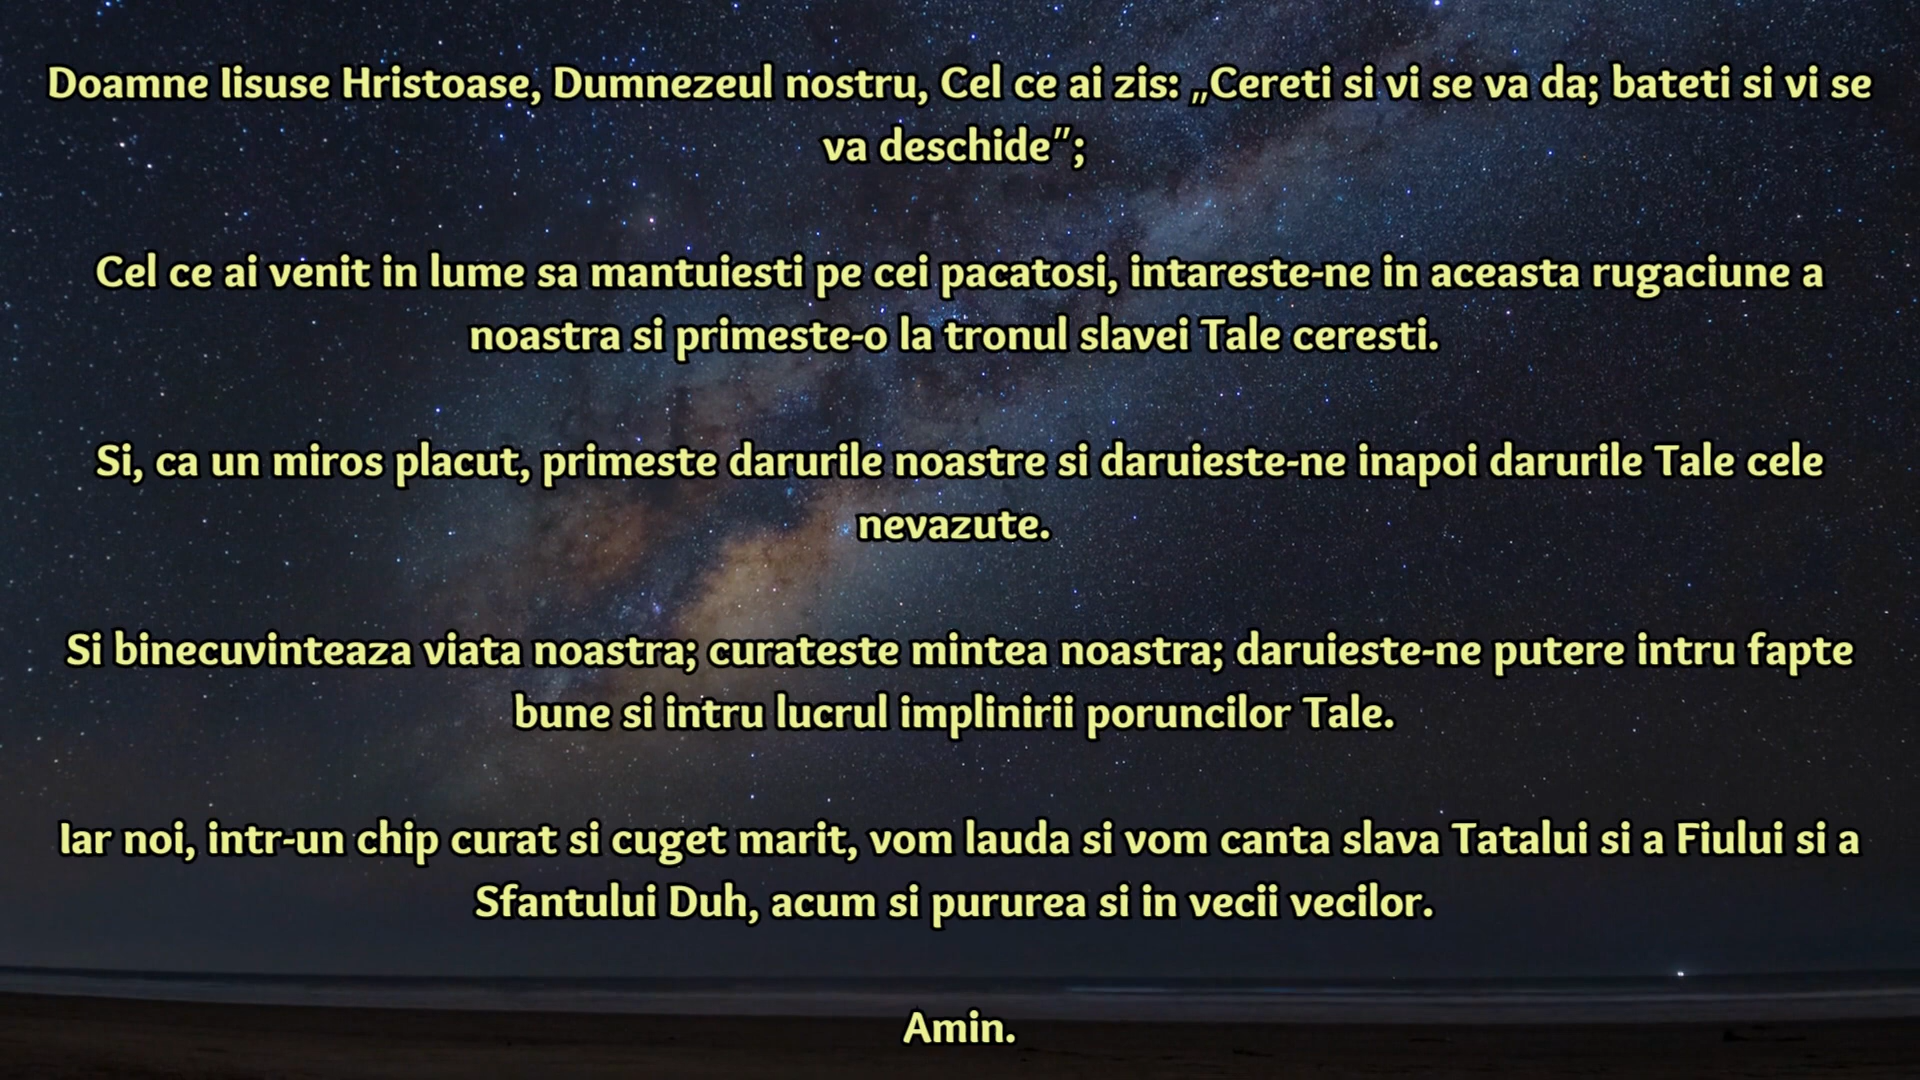 Doamne Iisuse Hristoase, Dumnezeul nostru, Cel ce ai zis: „Cereti si vi se va da; bateti si vi se
va deschide”;
Cel ce ai venit in lume sa mantuiesti pe cei pacatosi, intareste-ne in aceasta rugaciune a
noastra si primeste-o la tronul slavei Tale ceresti.
Si, ca un miros placut, primeste darurile noastre si daruieste-ne inapoi darurile Tale cele
nevazute.
Si binecuvinteaza viata noastra; curateste mintea noastra; daruieste-ne putere intru fapte
bune si intru lucrul implinirii poruncilor Tale.
Iar noi, intr-un chip curat si cuget marit, vom lauda si vom canta slava Tatalui si a Fiului si a
Sfantului Duh, acum si pururea si in vecii vecilor.
Amin.